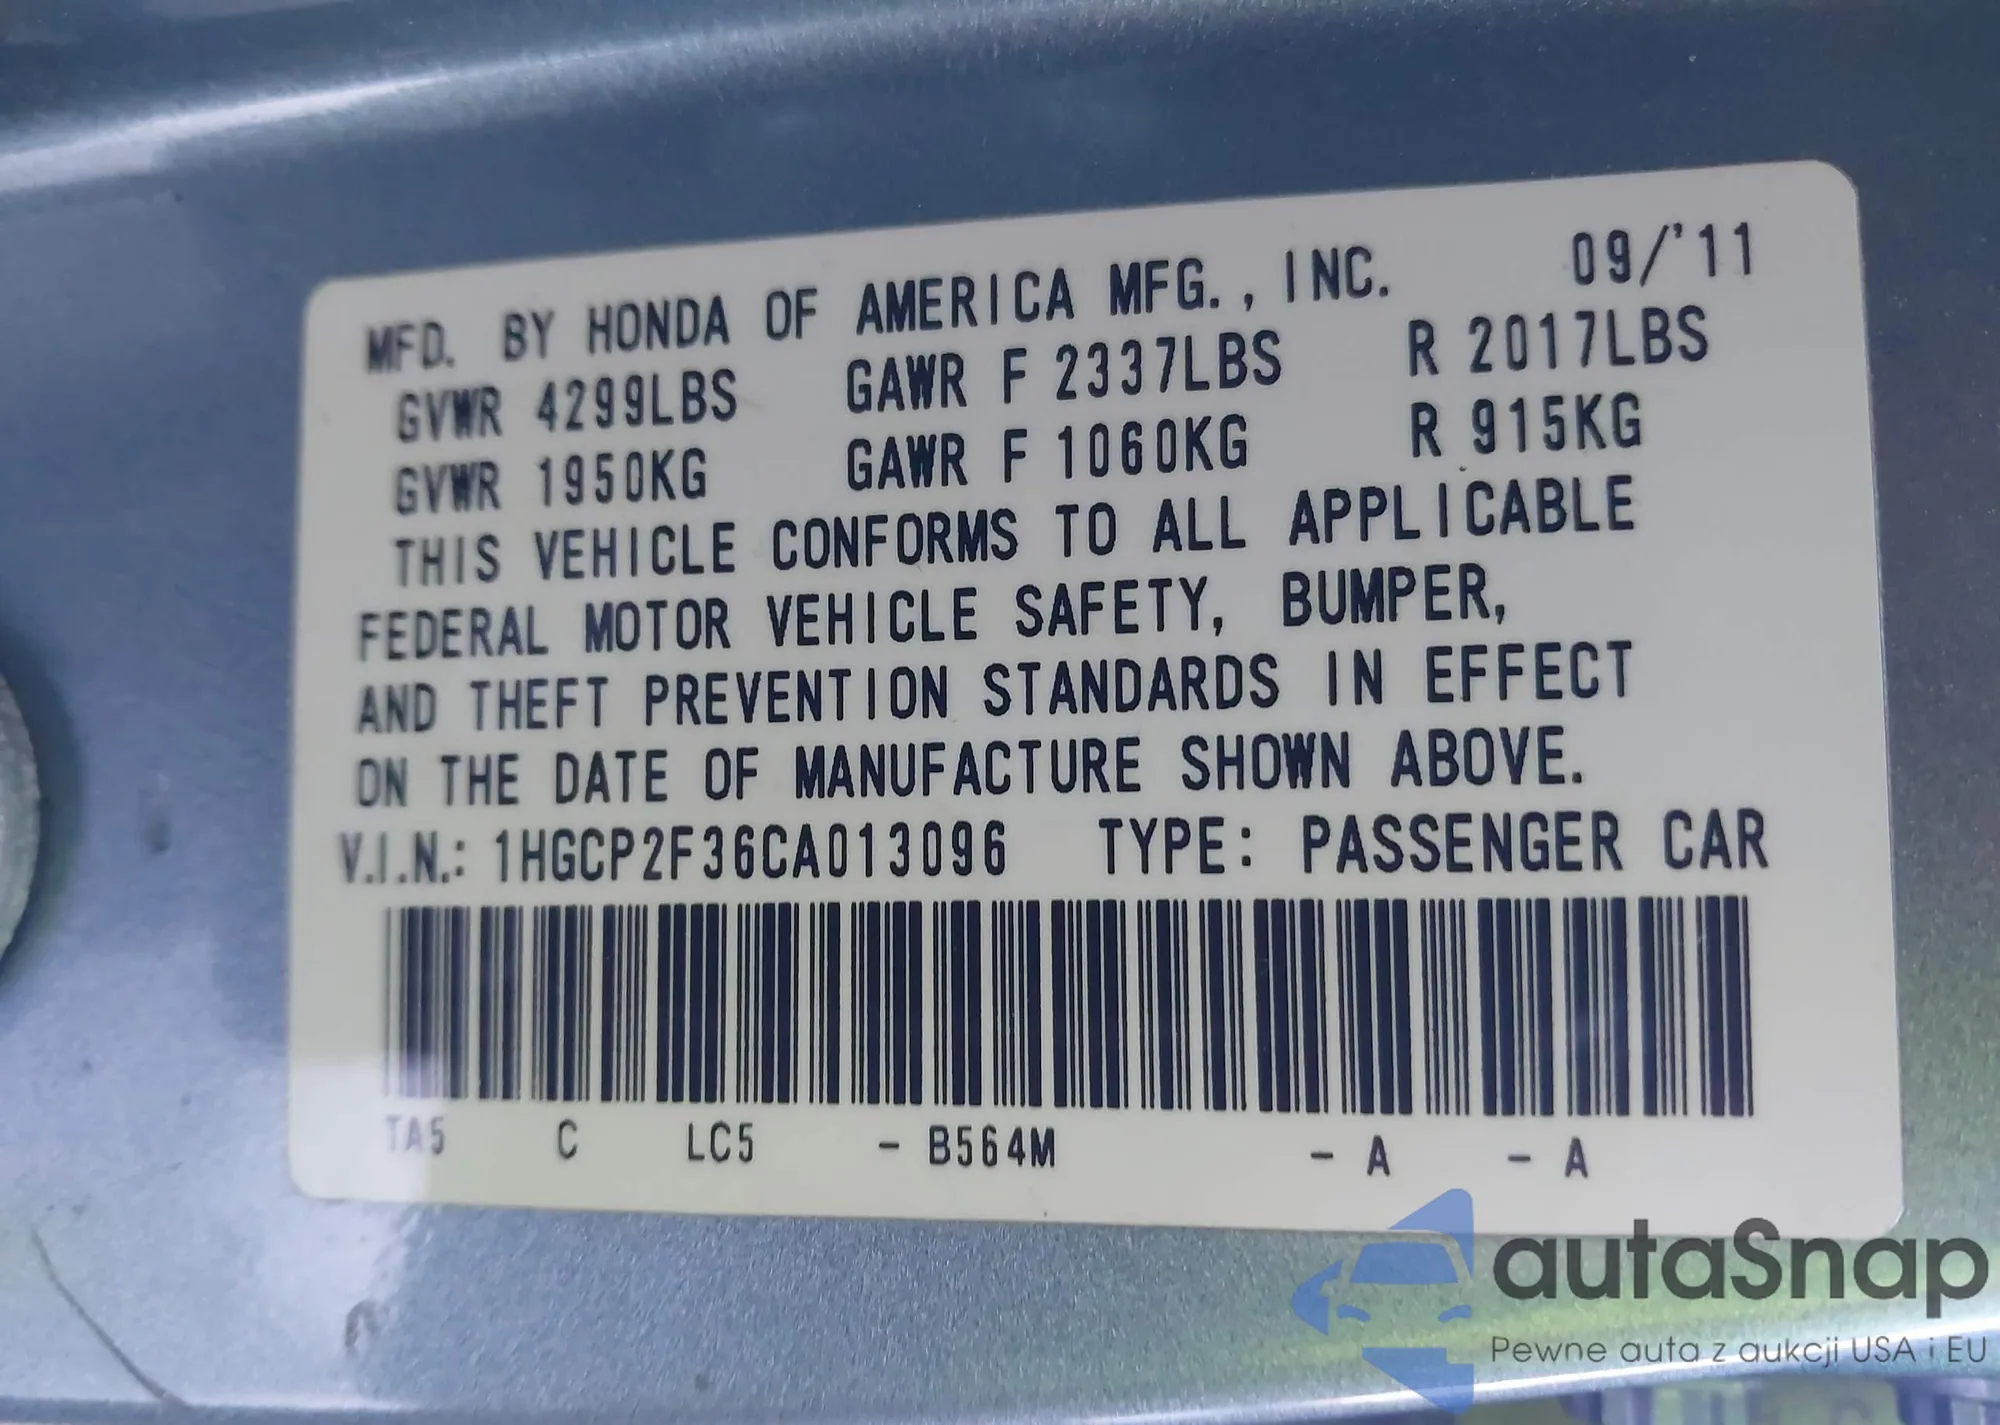 MFD. BY HONDA OF AMERICA MFG., INC. 09/'11
GVWR 4299LBS GAWR F 2337LBS R 2017LBS
GVWR 1950KG GAWR F 1060KG R 915KG
THIS VEHICLE CONFORMS TO ALL APPLICABLE
FEDERAL MOTOR VEHICLE SAFETY, BUMPER,
AND THEFT PREVENTION STANDARDS IN EFFECT
ON THE DATE OF MANUFACTURE SHOWN ABOVE.
V.I.N.: 1HGCP2F36CA013096 TYPE: PASSENGER CAR
TA5 C LC5 - B564M - A - A
autaSnap
Pewne auta z aukcji USA i EU